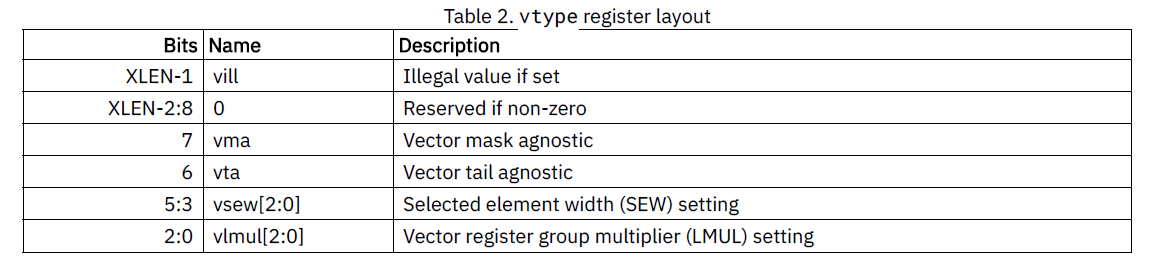 Table 2. vtype register layout
Bits Name Description
XLEN-1 vill Illegal value if set
XLEN-2:8 0 Reserved if non-zero
7 vma Vector mask agnostic
6 vta Vector tail agnostic
5:3 vsew[2:0] Selected element width (SEW) setting
2:0 vlmul[2:0] Vector register group multiplier (LMUL) setting